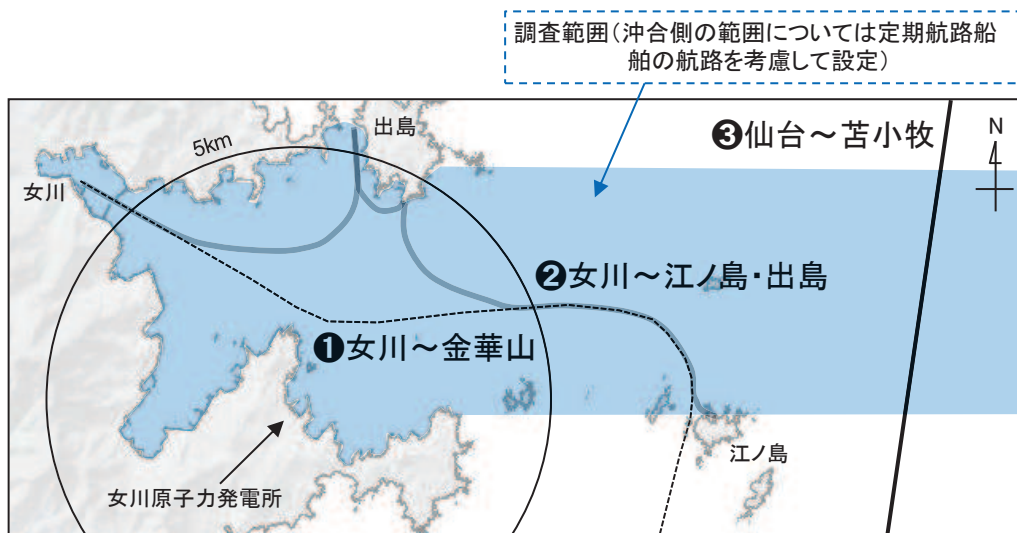 調査範囲(沖合側の範囲については定期航路船
舶の航路を考慮して設定)
出島
❸仙台~苫小牧
N
5km
女川
❷女川~江ノ島・出島
❶女川~金華山
江ノ島
女川原子力発電所